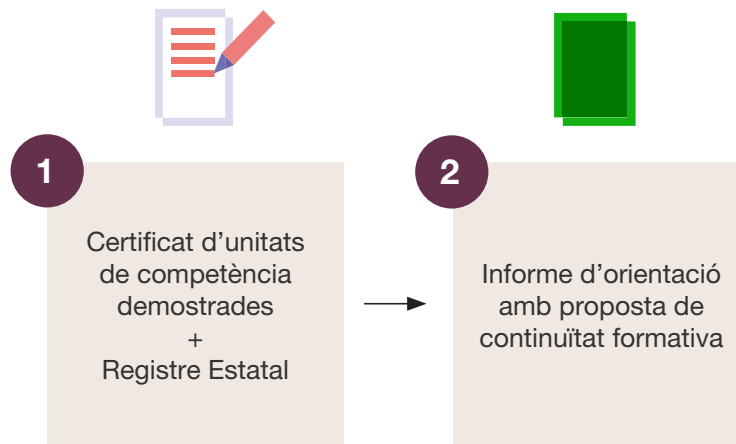 1
Certificat d’unitats
de competència
demostrades
+
Registre Estatal
2
Informe d’orientació
amb proposta de
continuïtat formativa